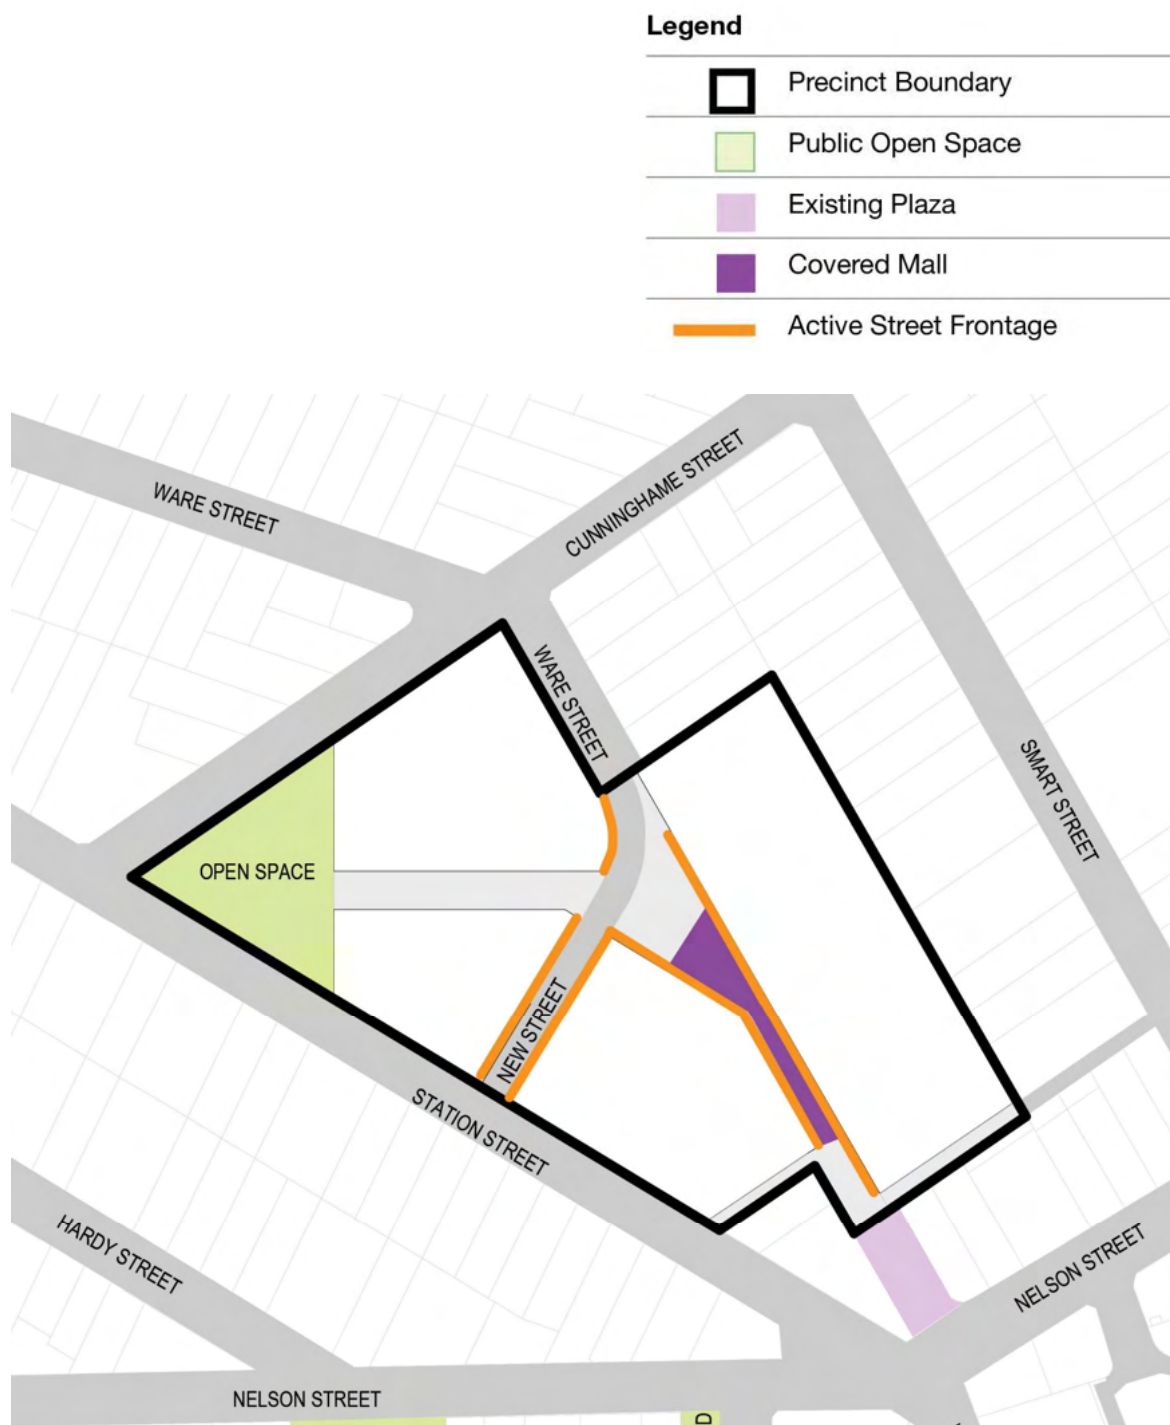 Legend
Precinct Boundary
Public Open Space
Existing Plaza
Covered Mall
Active Street Frontage
CUNNINGHAME STREET
WARE STREET
WARE STREET
SMART STREET
OPEN SPACE
NEW STREET
STATION STREET
HARDY STREET
NELSON STREET
NELSON STREET
D